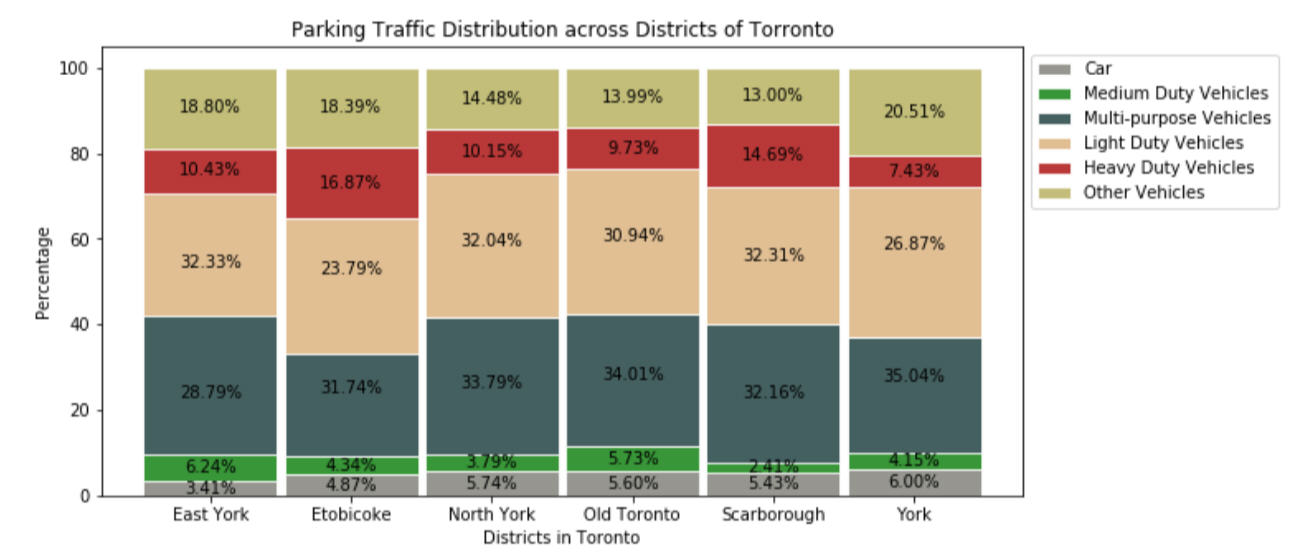 Parking Traffic Distribution across Districts of Torronto
Percentage
100
80
60
40
20
0
18.80% 18.39% 14.48% 13.99% 13.00% 20.51%
10.43% 16.87% 10.15% 9.73% 14.69% 7.43%
32.33% 23.79% 32.04% 30.94% 32.31% 26.87%
28.79% 31.74% 33.79% 34.01% 32.16% 35.04%
6.24% 4.34% 3.79% 5.73% 2.41% 4.15%
3.41% 4.87% 5.74% 5.60% 5.43% 6.00%
East York Etobicoke North York Old Toronto Scarborough York
Districts in Toronto
Car
Medium Duty Vehicles
Multi-purpose Vehicles
Light Duty Vehicles
Heavy Duty Vehicles
Other Vehicles